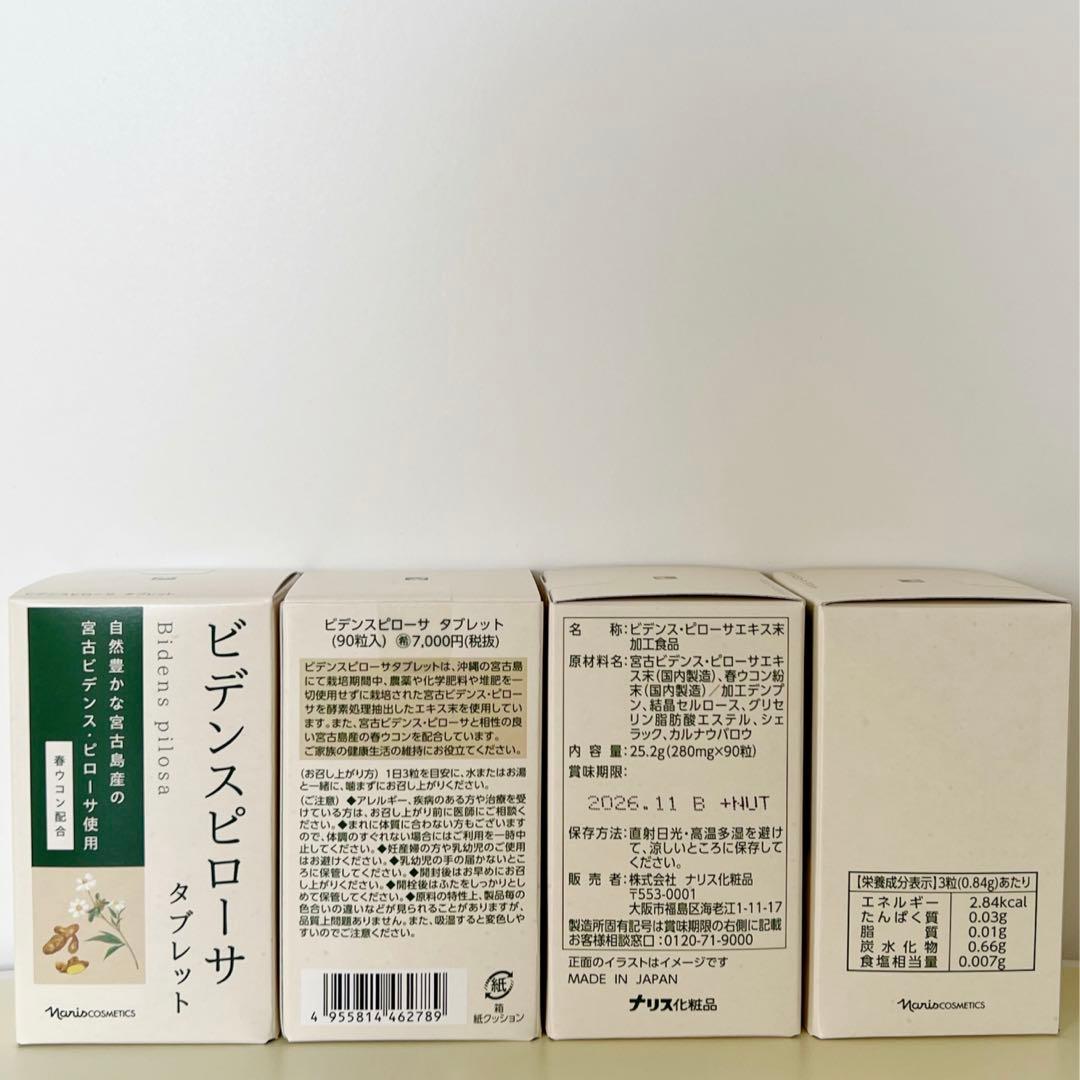 ビデンスピローサ タブレット
自然豊かな宮古島産の
宮古ビデンス・ピローサ使用
春ウコン配合
Bidens pilosa
ビデンスピローサ
タブレット
narisCOSMETICS
ビデンスピローサ タブレット
(90粒入) 希7,000円(税抜)
ビデンスピローサタブレットは、沖縄の宮古島
にて栽培期間中、農薬や化学肥料や堆肥を一
切使用せずに栽培された宮古ビデンス・ピロー
サを酵素処理抽出したエキス末を使用してい
ます。また、宮古ビデンス・ピローサと相性の良
い宮古島産の春ウコンを配合しています。
ご家族の健康生活の維持にお役立てください。
(お召し上がり方) 1日3粒を目安に、水またはお湯
と一緒に、噛まずにお召し上がりください。
(ご注意) ◆アレルギー、疾病のある方や治療を受
けている方は、お召し上がり前に医師にご相談く
ださい。◆まれに体質に合わない方もございます
ので、体調のすぐれない場合にはご利用を一時中
止してください。◆妊産婦の方や乳幼児のご使用
はお避けください。◆乳幼児の手の届かないとこ
ろに保管してください。◆開封後はお早めにお召
し上がりください。◆開栓後はふたをしっかりとし
めて保管してください。◆原料の特性上、製品毎の
色合いの違いなどが見られることがありますが、
品質上問題ありません。また、吸湿すると変色しや
すいのでご注意ください。
4 955814 462789
紙
箱
紙クッション
名 称:ビデンス・ピローサエキス末
加工食品
原材料名:宮古ビデンス・ピローサエキ
ス末(国内製造)、春ウコン粉
末(国内製造)/加工デンプ
ン、結晶セルロース、グリセ
リン脂肪酸エステル、シェ
ラック、カルナウバロウ
内 容 量:25.2g(280mg×90粒)
賞味期限:
2026.11 B +NUT
保存方法:直射日光・高温多湿を避け
て、涼しいところに保存して
ください。
販 売 者:株式会社 ナリス化粧品
〒553-0001
大阪市福島区海老江1-11-17
製造所固有記号は賞味期限の右側に記載
お客様相談窓口:0120-71-9000
正面のイラストはイメージです
MADE IN JAPAN
ナリス化粧品
【栄養成分表示】3粒(0.84g)あたり
エネルギー 2.84kcal
たんぱく質 0.03g
脂質 0.01g
炭水化物 0.66g
食塩相当量 0.007g
narisCOSMETICS